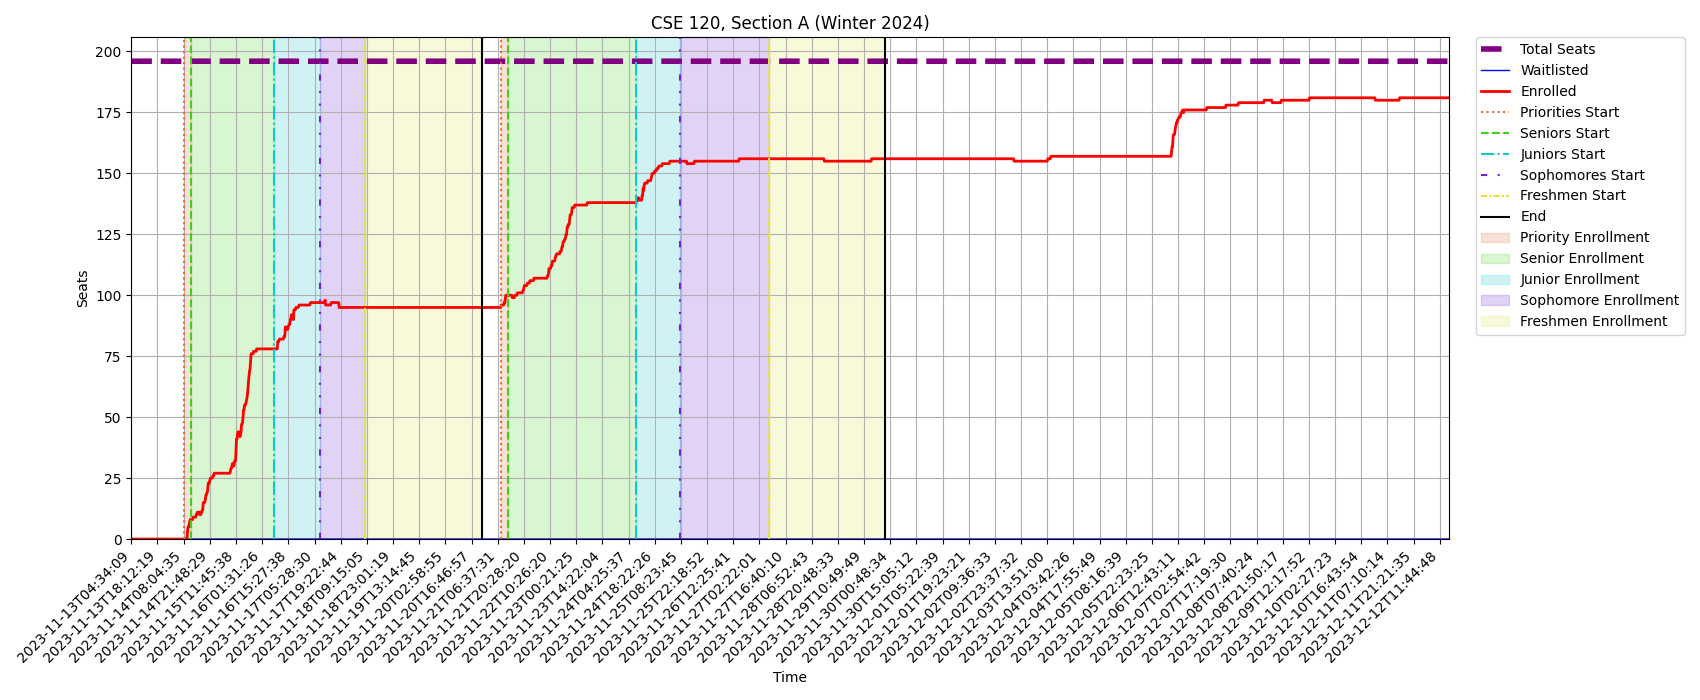 CSE 120, Section A (Winter 2024)
200
175
150
125
100
75
50
25
0
Seats
2023-11-13T04:34:09
2023-11-13T18:12:19
2023-11-14T08:04:35
2023-11-14T21:48:29
2023-11-15T11:45:38
2023-11-16T01:31:26
2023-11-16T15:27:38
2023-11-17T05:28:30
2023-11-17T19:22:44
2023-11-18T09:15:05
2023-11-18T23:01:19
2023-11-19T13:14:45
2023-11-20T02:58:55
2023-11-20T16:46:57
2023-11-21T06:37:31
2023-11-21T20:28:20
2023-11-22T10:26:20
2023-11-23T00:21:25
2023-11-23T14:22:04
2023-11-24T04:25:37
2023-11-24T18:22:26
2023-11-25T08:23:45
2023-11-25T22:18:52
2023-11-26T12:25:41
2023-11-27T02:22:01
2023-11-27T16:40:10
2023-11-28T06:52:43
2023-11-28T20:48:33
2023-11-29T10:49:49
2023-11-30T00:48:34
2023-11-30T15:05:12
2023-12-01T05:22:39
2023-12-01T19:23:21
2023-12-02T09:36:33
2023-12-02T23:37:32
2023-12-03T13:51:00
2023-12-04T03:42:26
2023-12-04T17:55:49
2023-12-05T08:16:39
2023-12-05T22:23:25
2023-12-06T12:43:11
2023-12-07T02:54:42
2023-12-07T17:19:30
2023-12-08T07:40:24
2023-12-08T21:50:17
2023-12-09T12:17:52
2023-12-10T02:27:23
2023-12-10T16:43:54
2023-12-11T07:10:14
2023-12-11T21:21:35
2023-12-12T11:44:48
Time
Total Seats
Waitlisted
Enrolled
Priorities Start
Seniors Start
Juniors Start
Sophomores Start
Freshmen Start
End
Priority Enrollment
Senior Enrollment
Junior Enrollment
Sophomore Enrollment
Freshmen Enrollment